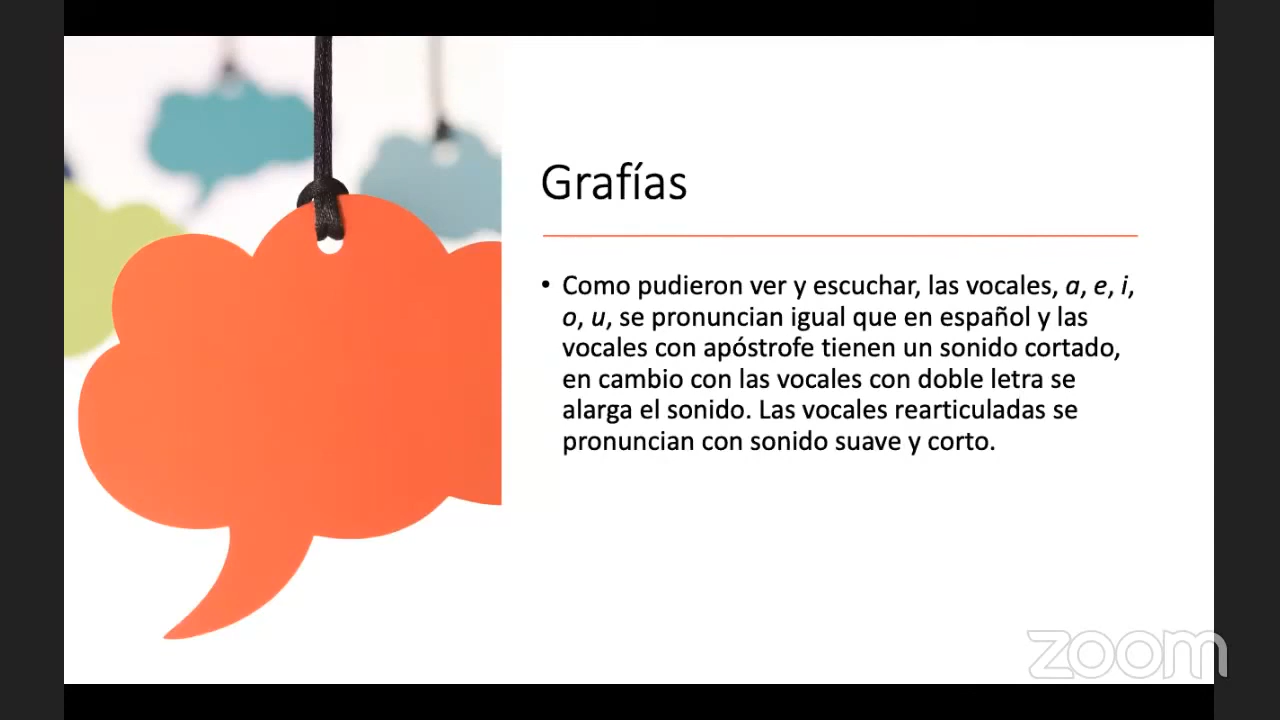 Grafías
• Como pudieron ver y escuchar, las vocales, a, e, i,
o, u, se pronuncian igual que en español y las
vocales con apóstrofe tienen un sonido cortado,
en cambio con las vocales con doble letra se
alarga el sonido. Las vocales rearticuladas se
pronuncian con sonido suave y corto.
zoom